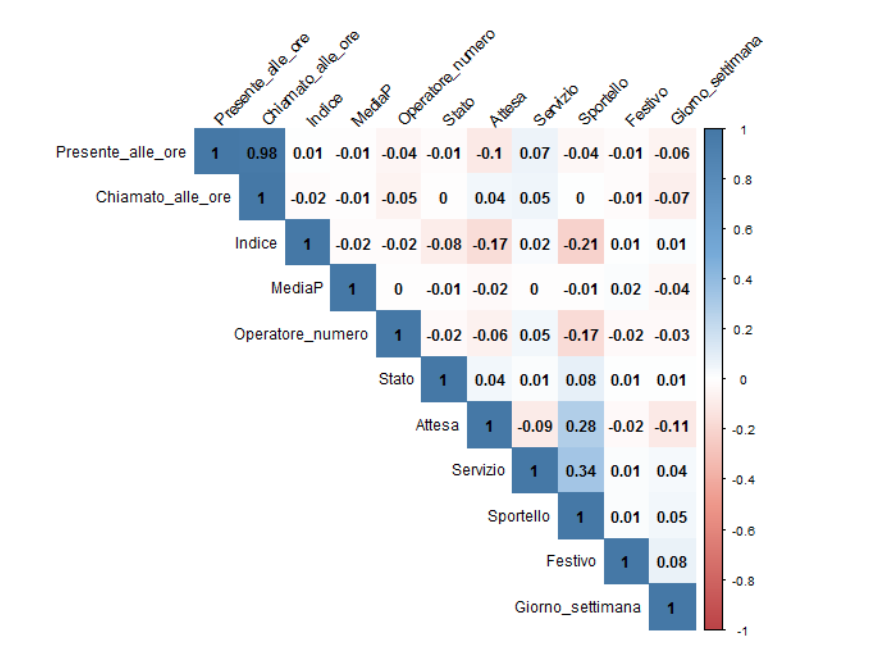 Presente_alle_ore
Chiamato_alle_ore
Indice
MediaP
Operatore_numero
Stato
Attesa
Servizio
Sportello
Festivo
Giorno_settimana
1
Presente_alle_ore 1 0.98 0.01 -0.01 -0.04 -0.01 -0.1 0.07 -0.04 -0.01 -0.06
0.8
Chiamato_alle_ore 1 -0.02 -0.01 -0.05 0 0.04 0.05 0 -0.01 -0.07
0.6
Indice 1 -0.02 -0.02 -0.08 -0.17 0.02 -0.21 0.01 0.01
0.4
MediaP 1 0 -0.01 -0.02 0 -0.01 0.02 -0.04
0.2
Operatore_numero 1 -0.02 -0.06 0.05 -0.17 -0.02 -0.03
0
Stato 1 0.04 0.01 0.08 0.01 0.01
Attesa 1 -0.09 0.28 -0.02 -0.11
-0.2
Servizio 1 0.34 0.01 0.04
-0.4
Sportello 1 0.01 0.05
-0.6
Festivo 1 0.08
-0.8
Giorno_settimana 1
-1